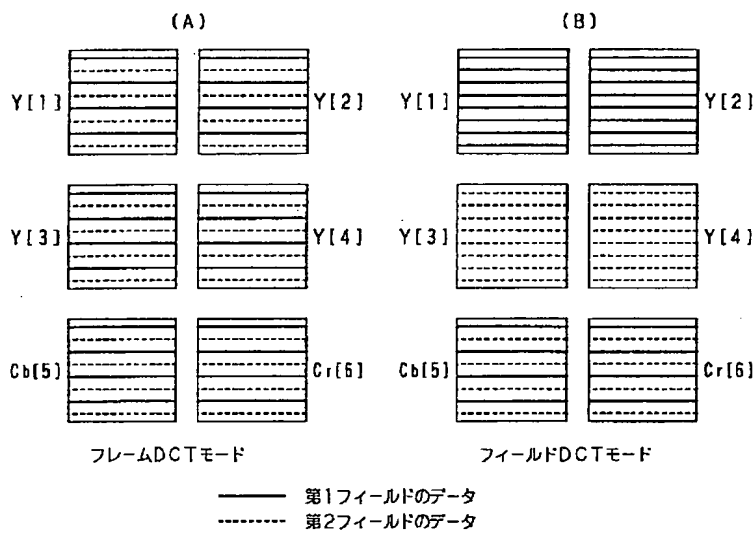 (A)
(B)
Y[1]
Y[2]
Y[1]
Y[2]
Y[3]
Y[4]
Y[3]
Y[4]
Cb[5]
Cr[6]
Cb[5]
Cr[6]
フレームDCTモード
フィールドDCTモード
第1フィールドのデータ
第2フィールドのデータ